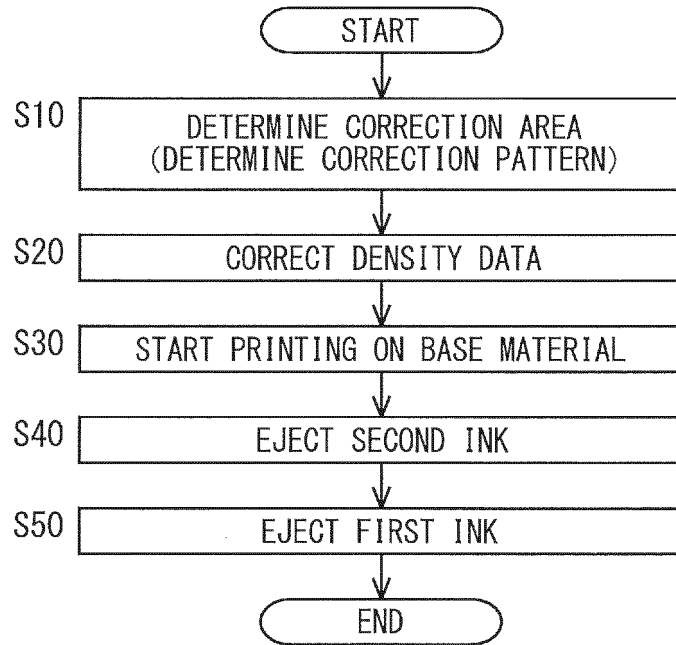 START
S10
DETERMINE CORRECTION AREA
(DETERMINE CORRECTION PATTERN)
S20
CORRECT DENSITY DATA
S30
START PRINTING ON BASE MATERIAL
S40
EJECT SECOND INK
S50
EJECT FIRST INK
END